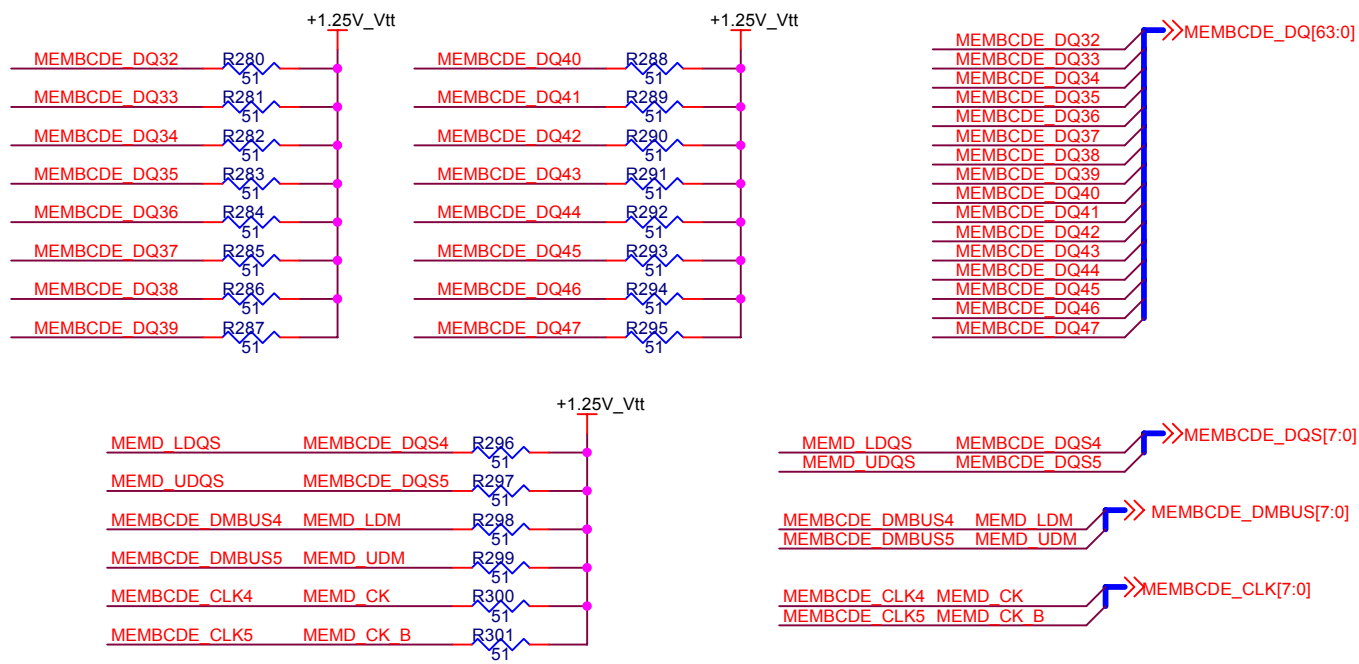 +1.25V_Vtt
MEMBCDE_DQ32 R280 51
MEMBCDE_DQ33 R281 51
MEMBCDE_DQ34 R282 51
MEMBCDE_DQ35 R283 51
MEMBCDE_DQ36 R284 51
MEMBCDE_DQ37 R285 51
MEMBCDE_DQ38 R286 51
MEMBCDE_DQ39 R287 51
+1.25V_Vtt
MEMBCDE_DQ40 R288 51
MEMBCDE_DQ41 R289 51
MEMBCDE_DQ42 R290 51
MEMBCDE_DQ43 R291 51
MEMBCDE_DQ44 R292 51
MEMBCDE_DQ45 R293 51
MEMBCDE_DQ46 R294 51
MEMBCDE_DQ47 R295 51
MEMBCDE_DQ[63:0]
MEMBCDE_DQ32
MEMBCDE_DQ33
MEMBCDE_DQ34
MEMBCDE_DQ35
MEMBCDE_DQ36
MEMBCDE_DQ37
MEMBCDE_DQ38
MEMBCDE_DQ39
MEMBCDE_DQ40
MEMBCDE_DQ41
MEMBCDE_DQ42
MEMBCDE_DQ43
MEMBCDE_DQ44
MEMBCDE_DQ45
MEMBCDE_DQ46
MEMBCDE_DQ47
+1.25V_Vtt
MEMD_LDQS MEMBCDE_DQS4 R296 51
MEMD_UDQS MEMBCDE_DQS5 R297 51
MEMBCDE_DMBUS4 MEMD_LDM R298 51
MEMBCDE_DMBUS5 MEMD_UDM R299 51
MEMBCDE_CLK4 MEMD_CK R300 51
MEMBCDE_CLK5 MEMD_CK_B R301 51
MEMD_LDQS MEMBCDE_DQS4 MEMBCDE_DQS[7:0]
MEMD_UDQS MEMBCDE_DQS5
MEMBCDE_DMBUS4 MEMD_LDM MEMBCDE_DMBUS[7:0]
MEMBCDE_DMBUS5 MEMD_UDM
MEMBCDE_CLK4 MEMD_CK MEMBCDE_CLK[7:0]
MEMBCDE_CLK5 MEMD_CK_B